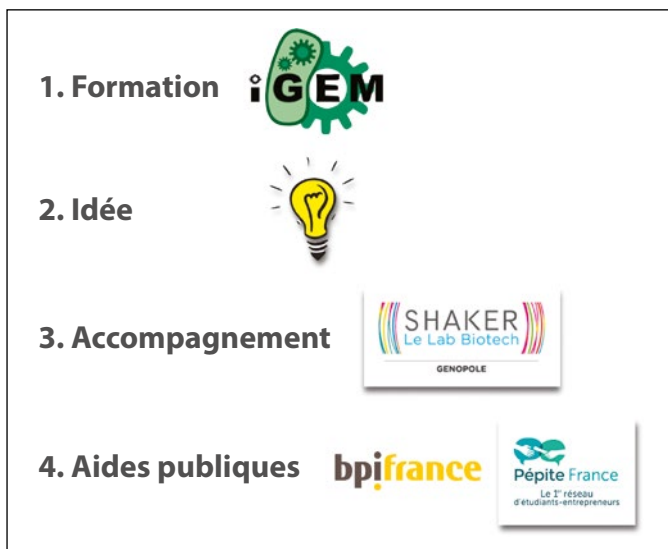 1. Formation iGEM
2. Idée
3. Accompagnement
SHAKER
Le Lab Biotech
GENOPOLE
4. Aides publiques bpifrance
Pépite France
Le 1er réseau
d'étudiants-entrepreneurs